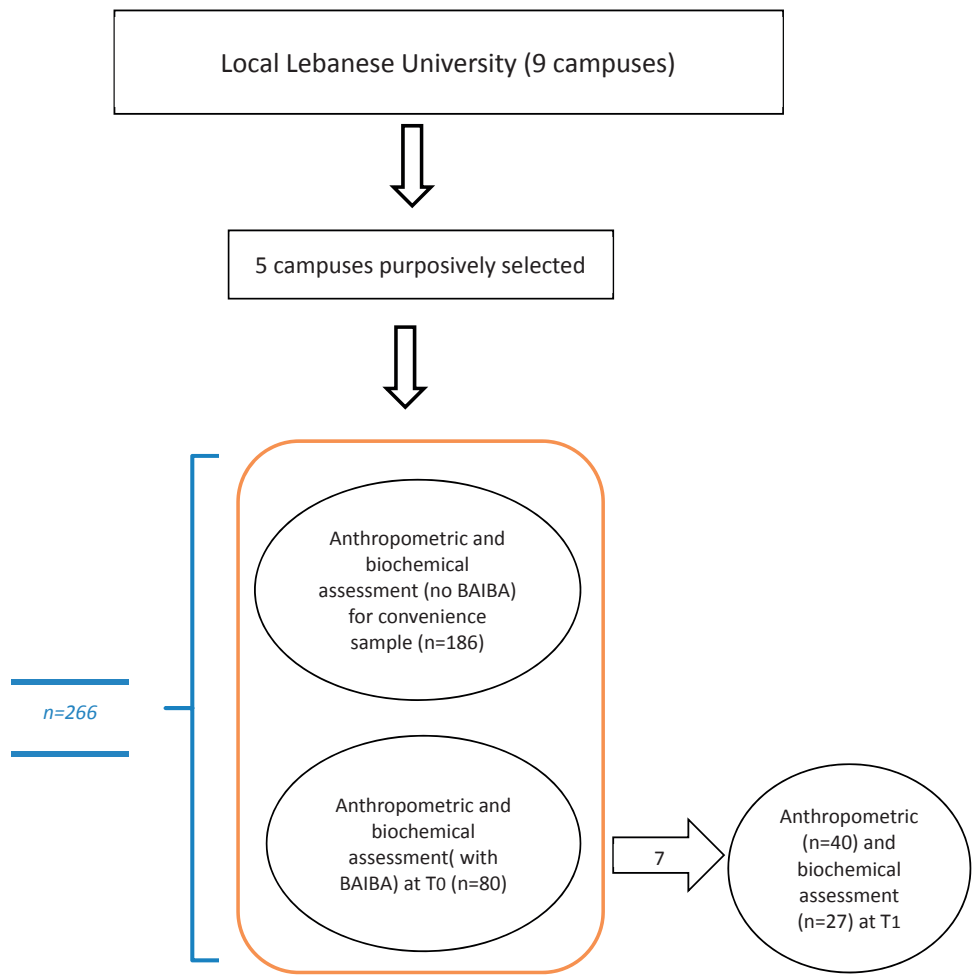 Local Lebanese University (9 campuses)
5 campuses purposively selected
Anthropometric and
biochemical
assessment (no BAIBA)
for convenience
sample (n=186)
n=266
Anthropometric and
biochemical
assessment( with
BAIBA) at T0 (n=80)
7
Anthropometric
(n=40) and
biochemical
assessment
(n=27) at T1